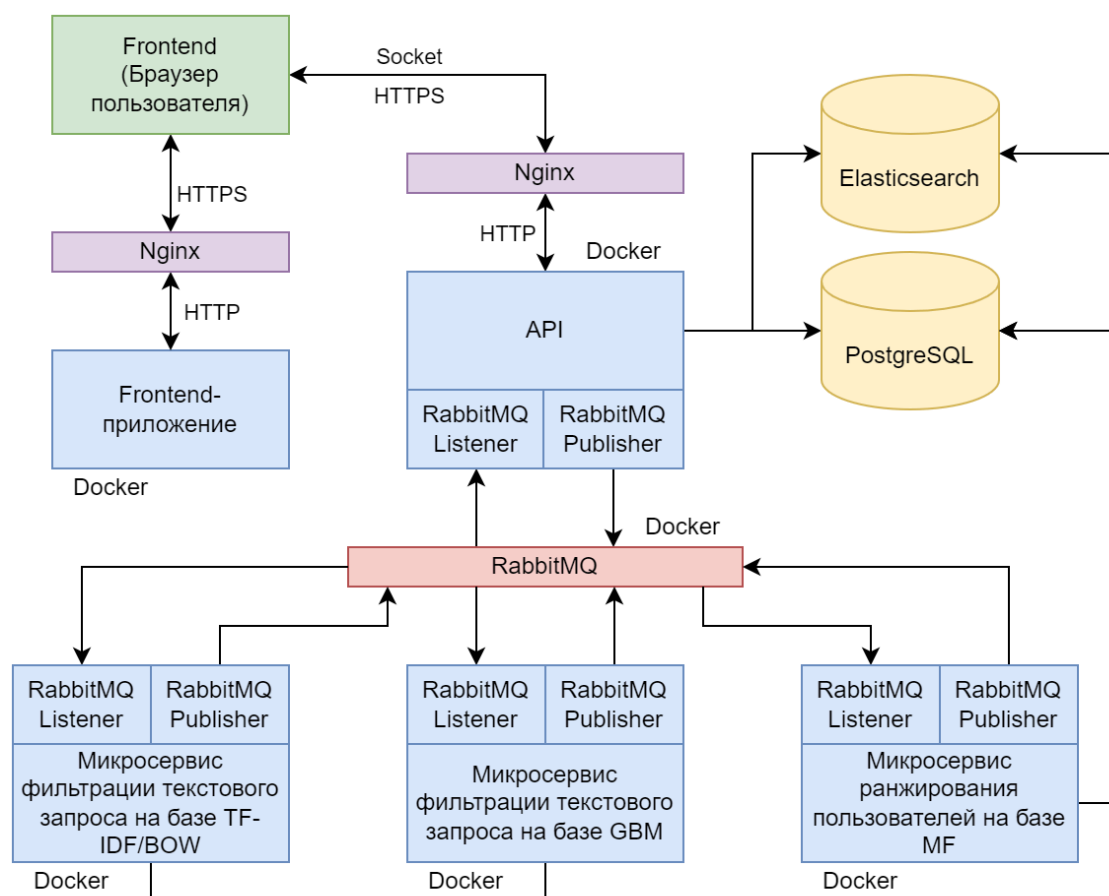 Frontend
(Браузер
пользователя)
Socket
HTTPS
HTTPS
Nginx
HTTP
Frontend-
приложение
Docker
Nginx
HTTP
Docker
API
RabbitMQ
Listener
RabbitMQ
Publisher
Elasticsearch
PostgreSQL
Docker
RabbitMQ
RabbitMQ
Listener
RabbitMQ
Publisher
Микросервис
фильтрации текстового
запроса на базе TF-
IDF/BOW
Docker
RabbitMQ
Listener
RabbitMQ
Publisher
Микросервис
фильтрации текстового
запроса на базе GBM
Docker
RabbitMQ
Listener
RabbitMQ
Publisher
Микросервис
ранжирования
пользователей на базе
MF
Docker